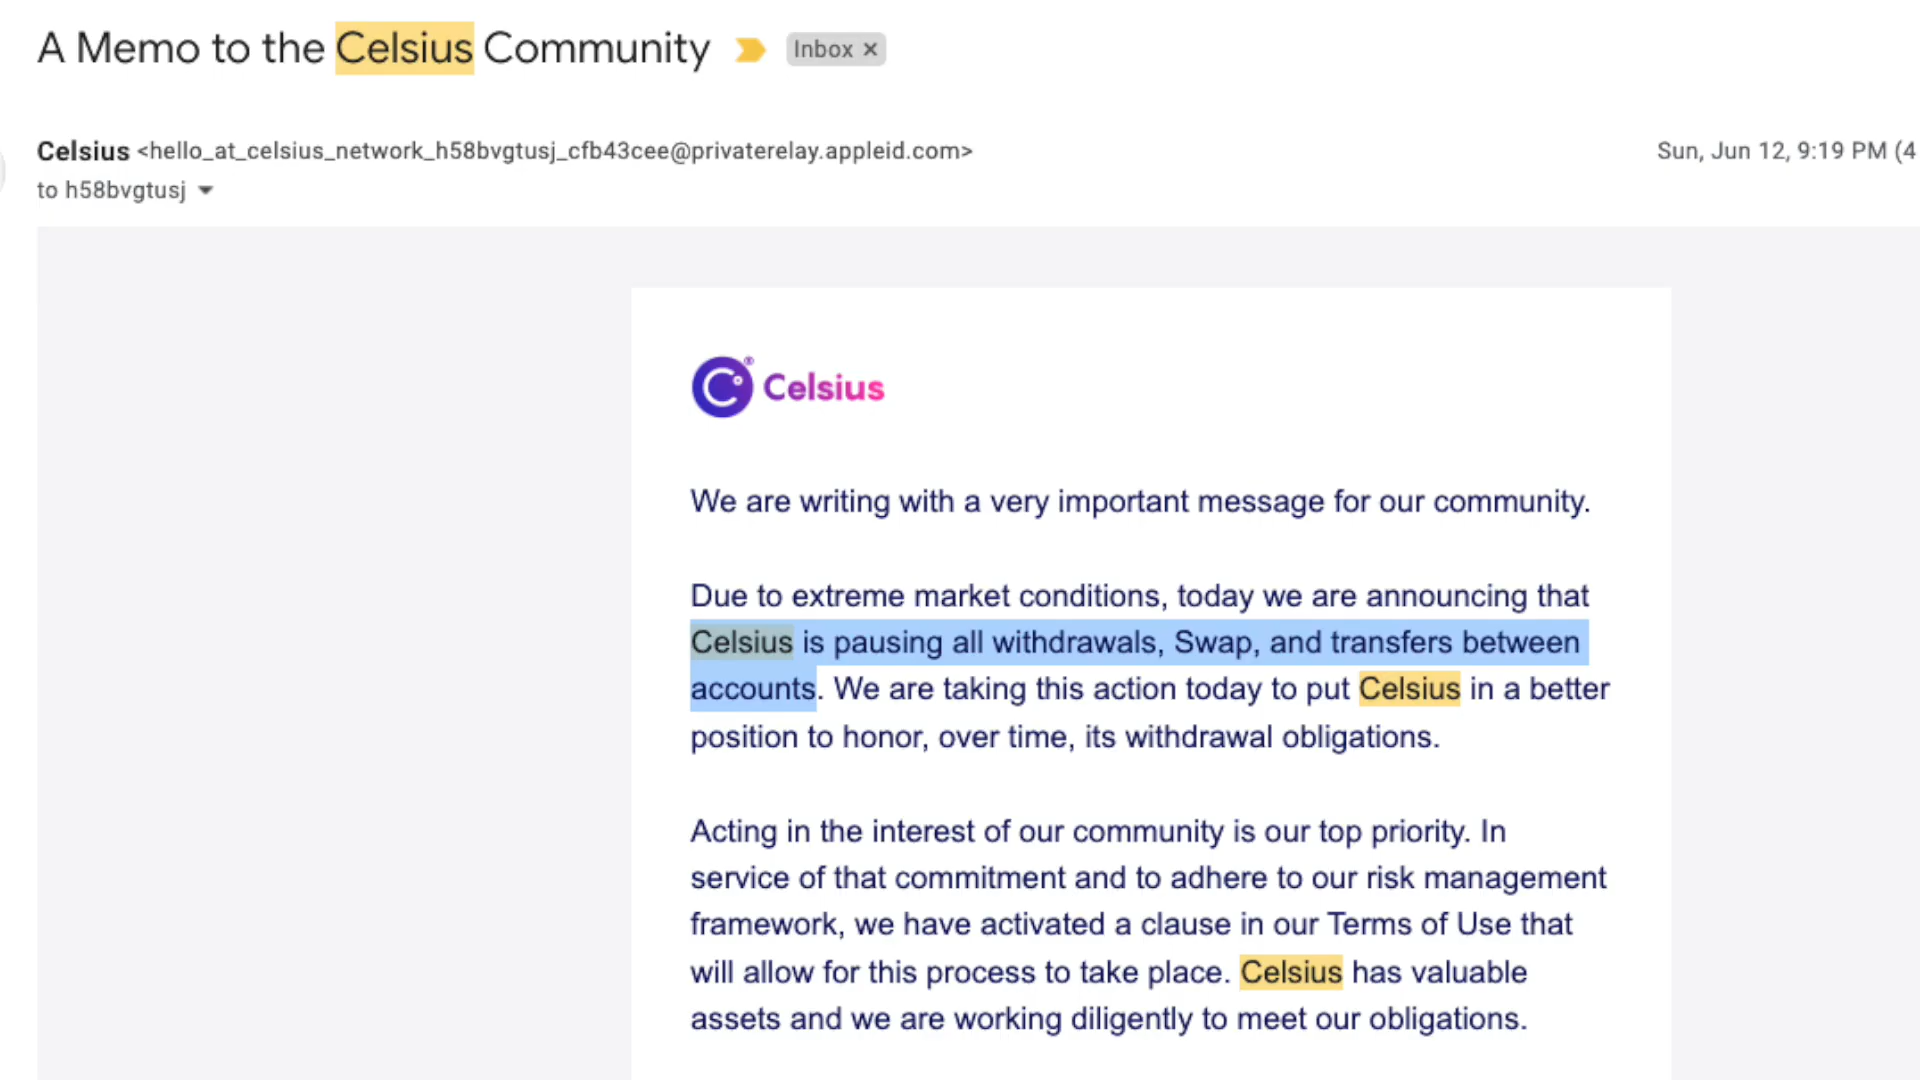 A Memo to the Celsius Community Inbox ×
Celsius <hello_at_celsius_network_h58bvgtusj_cfb43cee@privaterelay.appleid.com> Sun, Jun 12, 9:19 PM (4
to h58bvgtusj
Celsius
We are writing with a very important message for our community.
Due to extreme market conditions, today we are announcing that
Celsius is pausing all withdrawals, Swap, and transfers between
accounts. We are taking this action today to put Celsius in a better
position to honor, over time, its withdrawal obligations.
Acting in the interest of our community is our top priority. In
service of that commitment and to adhere to our risk management
framework, we have activated a clause in our Terms of Use that
will allow for this process to take place. Celsius has valuable
assets and we are working diligently to meet our obligations.